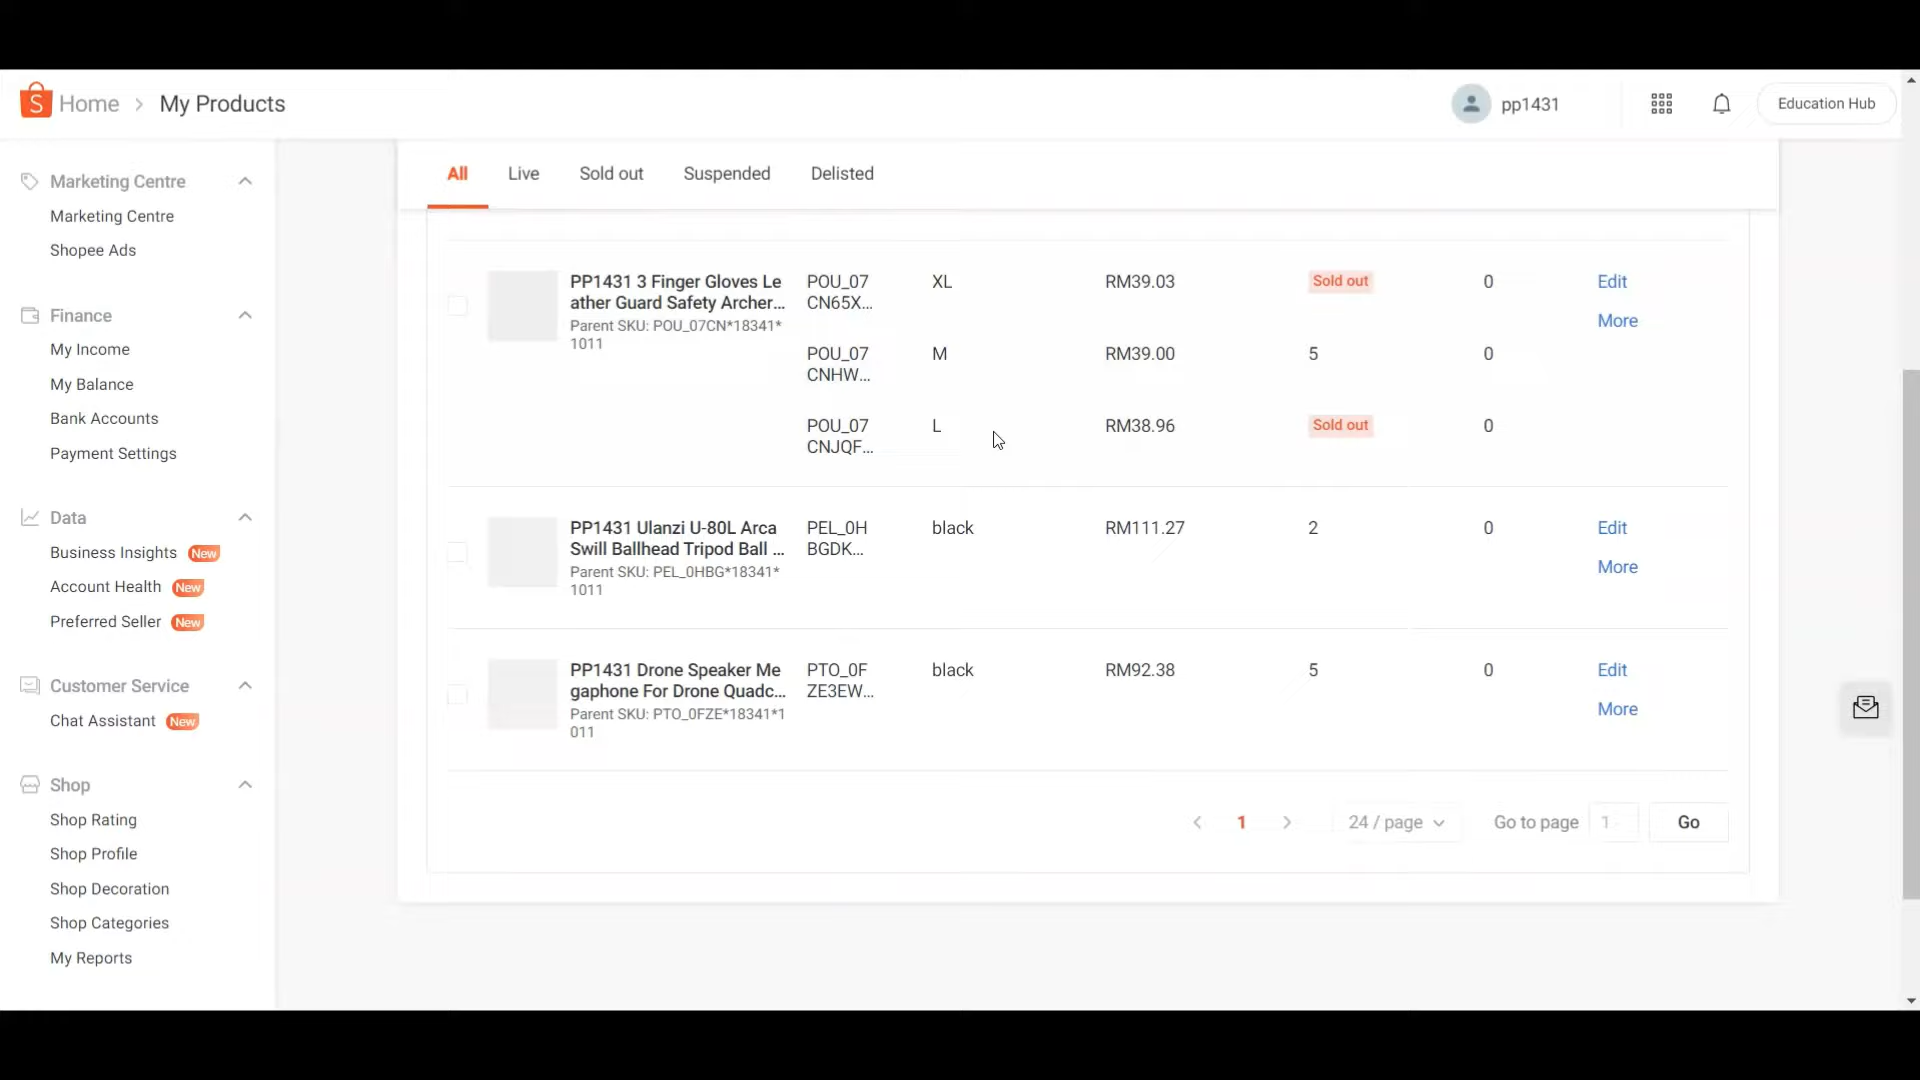 Home > My Products
pp1431
Education Hub
Marketing Centre
Marketing Centre
Shopee Ads
Finance
My Income
My Balance
Bank Accounts
Payment Settings
Data
Business Insights New
Account Health New
Preferred Seller New
Customer Service
Chat Assistant New
Shop
Shop Rating
Shop Profile
Shop Decoration
Shop Categories
My Reports
All Live Sold out Suspended Delisted
PP1431 3 Finger Gloves Le
ather Guard Safety Archer...
Parent SKU: POU_07CN*18341*
1011
POU_07
CN65X...
XL
RM39.03
Sold out
0
Edit
More
POU_07
CNHW...
M
RM39.00
5
0
POU_07
CNJQF...
L
RM38.96
Sold out
0
PP1431 Ulanzi U-80L Arca
Swill Ballhead Tripod Ball ...
Parent SKU: PEL_0HBG*18341*
1011
PEL_0H
BGDK...
black
RM111.27
2
0
Edit
More
PP1431 Drone Speaker Me
gaphone For Drone Quadc...
Parent SKU: PTO_0FZE*18341*1
011
PTO_0F
ZE3EW...
black
RM92.38
5
0
Edit
More
< 1 > 24 / page Go to page 1 Go